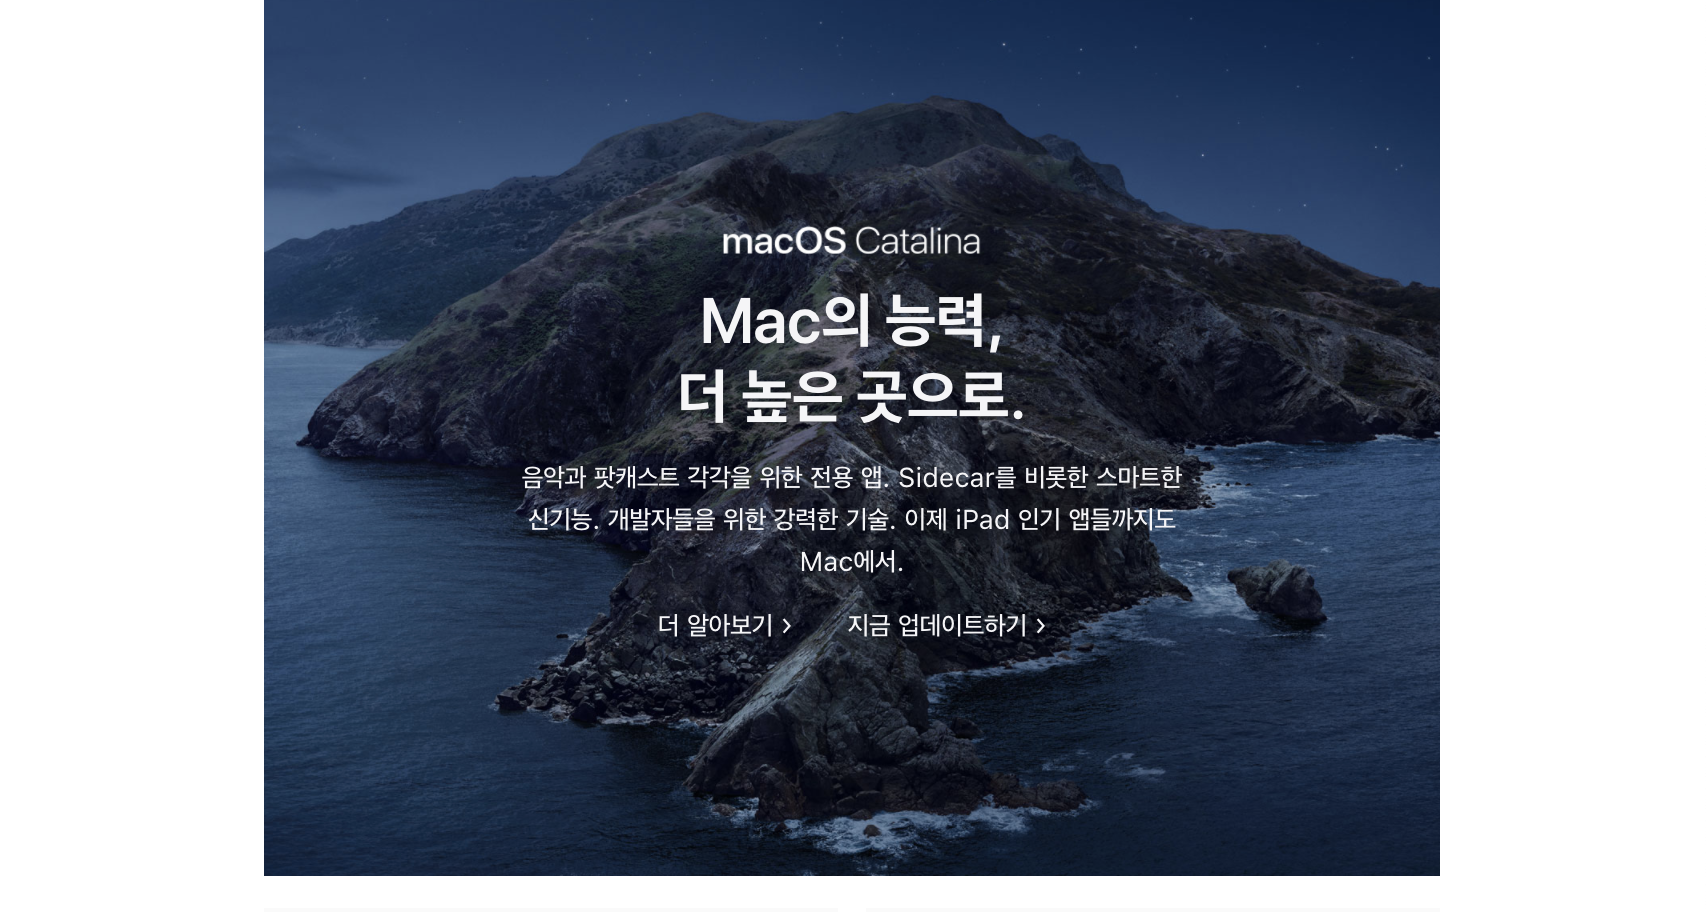 macOS Catalina
Mac의 능력,
더 높은 곳으로.
음악과 팟캐스트 각각을 위한 전용 앱. Sidecar를 비롯한 스마트한
신기능. 개발자들을 위한 강력한 기술. 이제 iPad 인기 앱들까지도
Mac에서.
더 알아보기 >
지금 업데이트하기 >